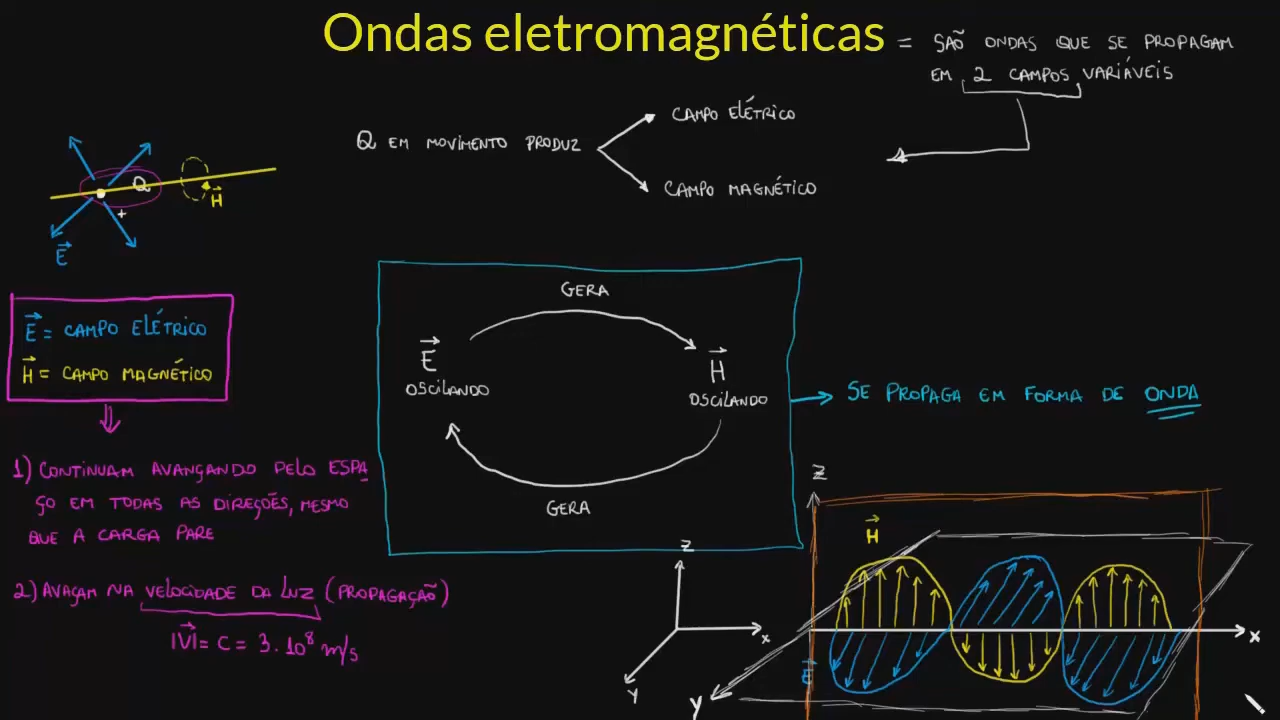 Ondas eletromagnéticas = SÃO ONDAS QUE SE PROPAGAM
EM 2 CAMPOS VARIÁVEIS
Q EM MOVIMENTO PRODUZ
CAMPO ELÉTRICO
CAMPO MAGNÉTICO
Q
+
H
E
E = CAMPO ELÉTRICO
H = CAMPO MAGNÉTICO
1) CONTINUAM AVANÇANDO PELO ESPA
ÇO EM TODAS AS DIREÇÕES, MESMO
QUE A CARGA PARE
2) AVAÇAM NA VELOCIDADE DA LUZ (PROPAGAÇÃO)
|V| = C = 3.10⁸ m/s
GERA
E
OSCILANDO
H
OSCILANDO
GERA
SE PROPAGA EM FORMA DE ONDA
Z
X
Y
Z
H
E
X
Y